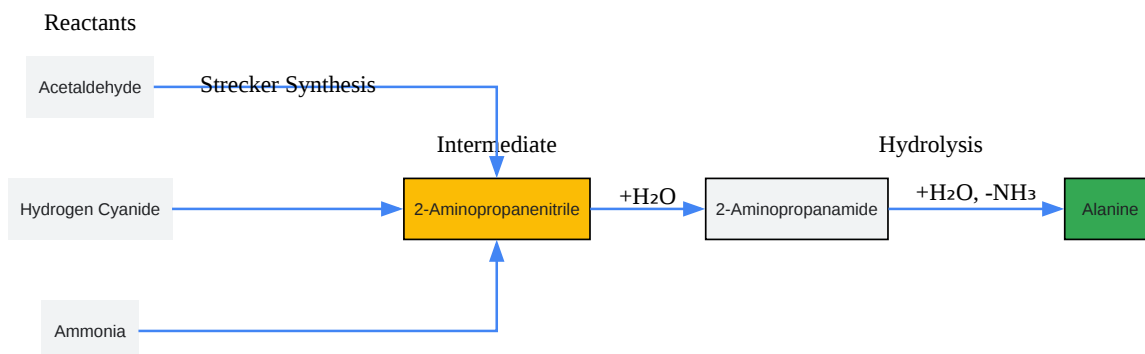 Reactants
Acetaldehyde
Strecker Synthesis
Intermediate
Hydrolysis
Hydrogen Cyanide
2-Aminopropanenitrile
+H₂O
2-Aminopropanamide
+H₂O, -NH₃
Alanine
Ammonia